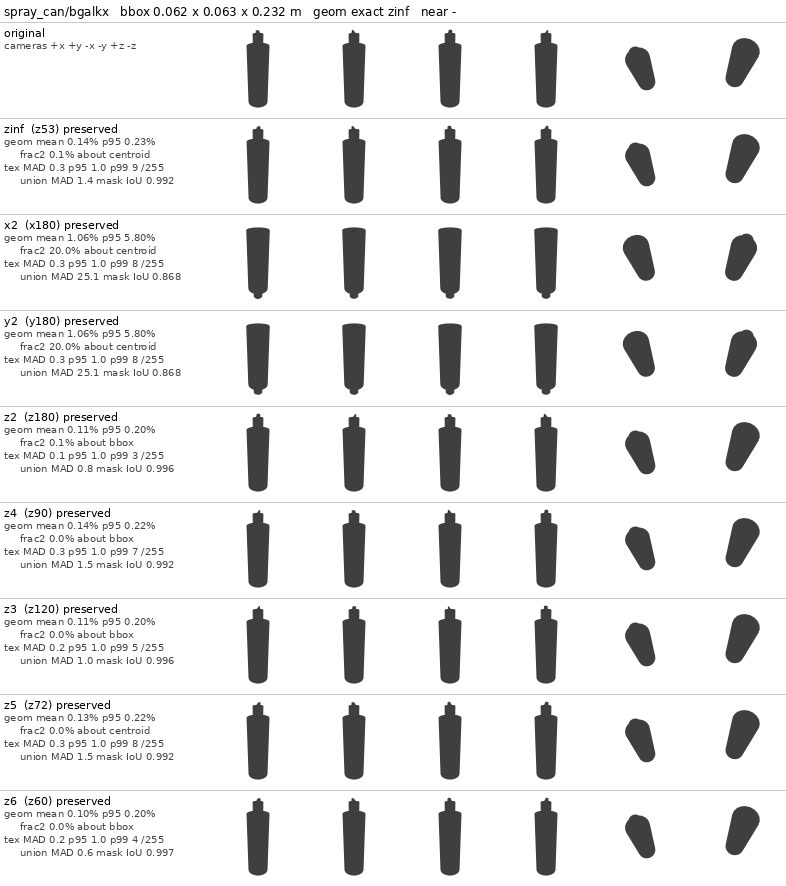 spray_can/bgalkx   bbox 0.062 x 0.063 x 0.232 m   geom exact zinf   near -
original
cameras +x +y -x -y +z -z
zinf  (z53) preserved
geom mean 0.14% p95 0.23%
frac2 0.1% about centroid
tex MAD 0.3 p95 1.0 p99 9 /255
union MAD 1.4 mask IoU 0.992
x2  (x180) preserved
geom mean 1.06% p95 5.80%
frac2 20.0% about centroid
tex MAD 0.3 p95 1.0 p99 8 /255
union MAD 25.1 mask IoU 0.868
y2  (y180) preserved
geom mean 1.06% p95 5.80%
frac2 20.0% about centroid
tex MAD 0.3 p95 1.0 p99 8 /255
union MAD 25.1 mask IoU 0.868
z2  (z180) preserved
geom mean 0.11% p95 0.20%
frac2 0.1% about bbox
tex MAD 0.1 p95 1.0 p99 3 /255
union MAD 0.8 mask IoU 0.996
z4  (z90) preserved
geom mean 0.14% p95 0.22%
frac2 0.0% about bbox
tex MAD 0.3 p95 1.0 p99 7 /255
union MAD 1.5 mask IoU 0.992
z3  (z120) preserved
geom mean 0.11% p95 0.20%
frac2 0.0% about bbox
tex MAD 0.2 p95 1.0 p99 5 /255
union MAD 1.0 mask IoU 0.996
z5  (z72) preserved
geom mean 0.13% p95 0.22%
frac2 0.0% about centroid
tex MAD 0.3 p95 1.0 p99 8 /255
union MAD 1.5 mask IoU 0.992
z6  (z60) preserved
geom mean 0.10% p95 0.20%
frac2 0.0% about bbox
tex MAD 0.2 p95 1.0 p99 4 /255
union MAD 0.6 mask IoU 0.997